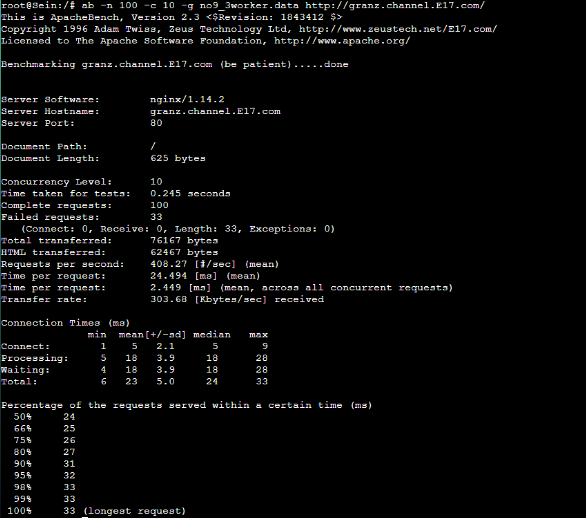 root@Sein:/# ab -n 100 -c 10 -g no9_3worker.data http://granz.channel.E17.com/
This is ApacheBench, Version 2.3 <$Revision: 1843412 $>
Copyright 1996 Adam Twiss, Zeus Technology Ltd, http://www.zeustech.net/E17.com/
Licensed to The Apache Software Foundation, http://www.apache.org/
Benchmarking granz.channel.E17.com (be patient).....done
Server Software: nginx/1.14.2
Server Hostname: granz.channel.E17.com
Server Port: 80
Document Path: /
Document Length: 625 bytes
Concurrency Level: 10
Time taken for tests: 0.245 seconds
Complete requests: 100
Failed requests: 33
(Connect: 0, Receive: 0, Length: 33, Exceptions: 0)
Total transferred: 76167 bytes
HTML transferred: 62467 bytes
Requests per second: 408.27 [#/sec] (mean)
Time per request: 24.494 [ms] (mean)
Time per request: 2.449 [ms] (mean, across all concurrent requests)
Transfer rate: 303.68 [Kbytes/sec] received
Connection Times (ms)
min mean[+/-sd] median max
Connect: 1 5 2.1 5 9
Processing: 5 18 3.9 18 28
Waiting: 4 18 3.9 18 28
Total: 6 23 5.0 24 33
Percentage of the requests served within a certain time (ms)
50% 24
66% 25
75% 26
80% 27
90% 31
95% 32
98% 33
99% 33
100% 33 (longest request)